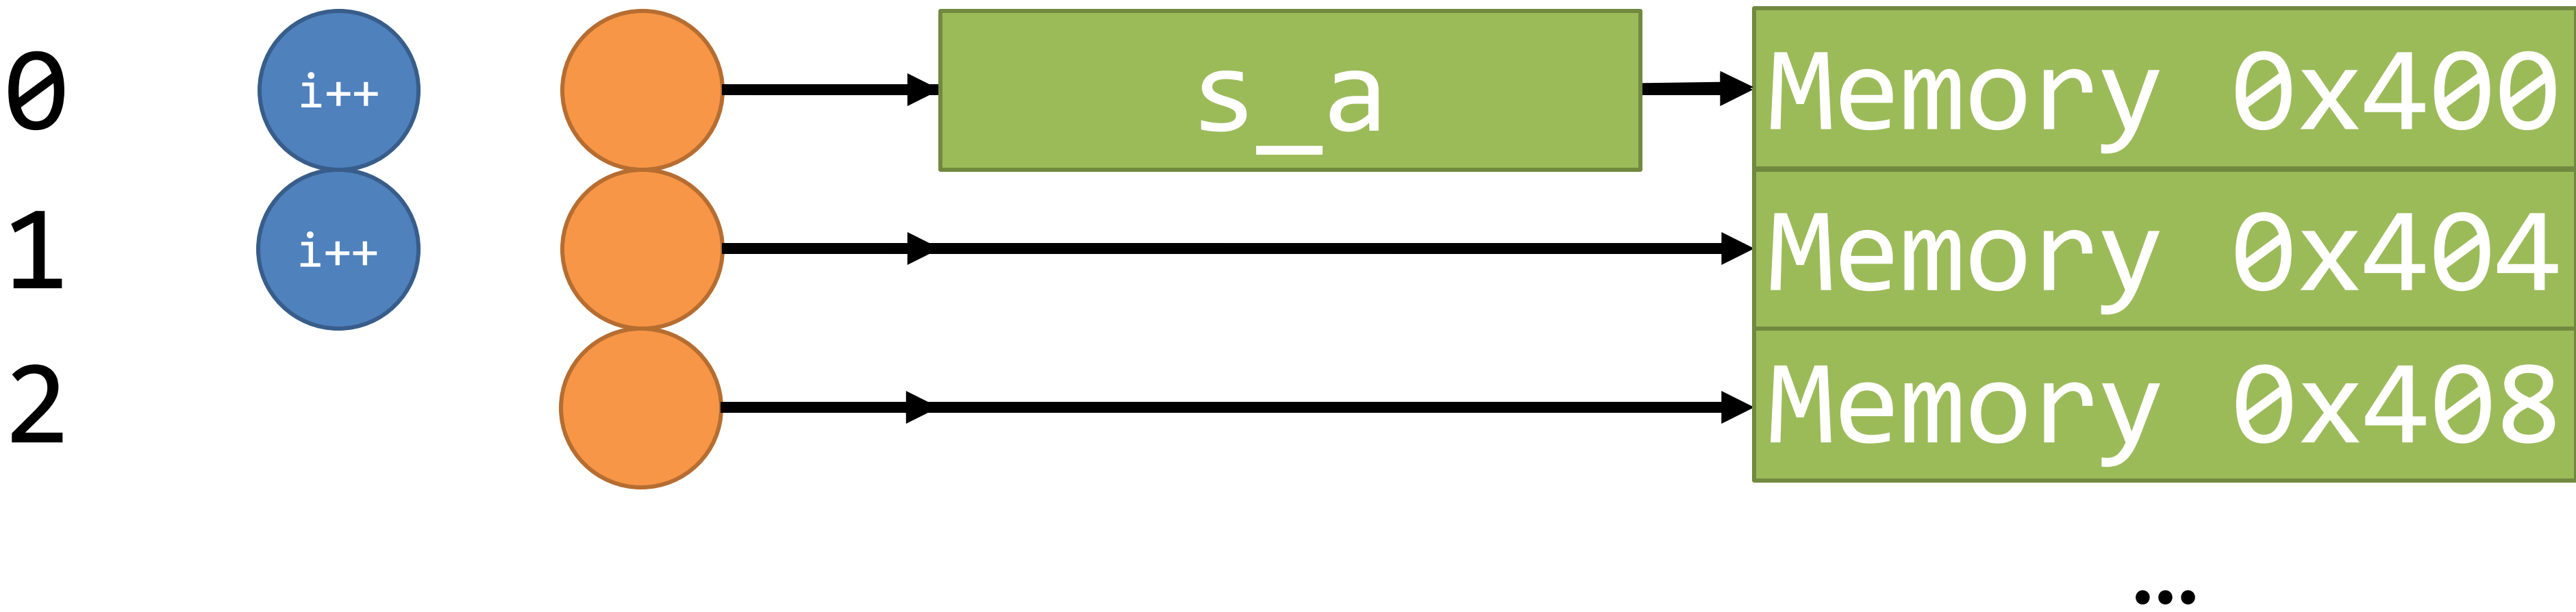 0 i++ s_a Memory 0x400
1 i++ Memory 0x404
2 Memory 0x408
...